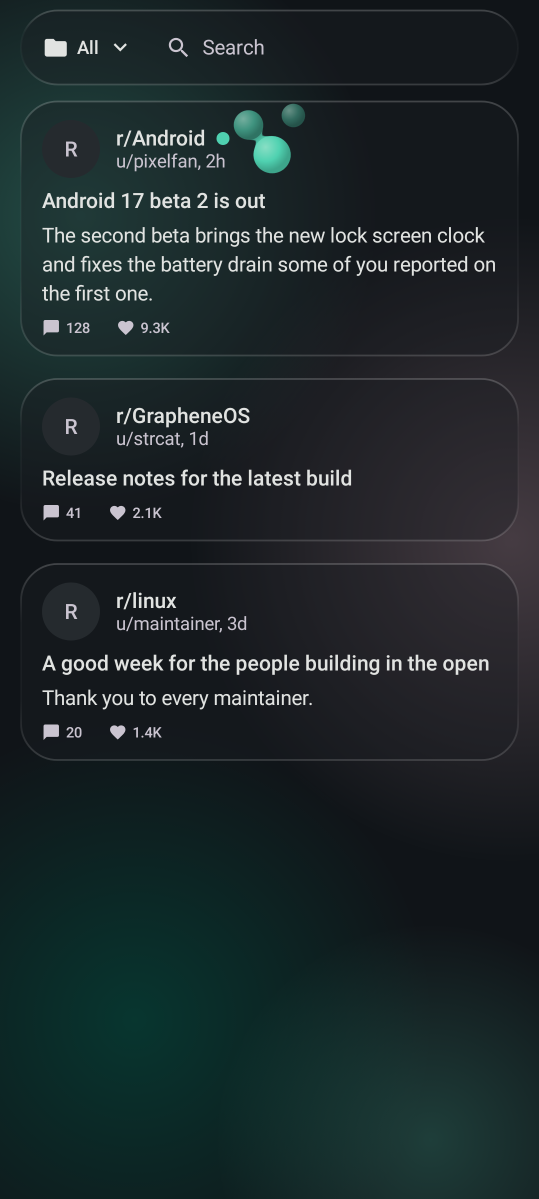 All
Search
R
r/Android
u/pixelfan, 2h
Android 17 beta 2 is out
The second beta brings the new lock screen clock
and fixes the battery drain some of you reported on
the first one.
128 9.3K
R
r/GrapheneOS
u/strcat, 1d
Release notes for the latest build
41 2.1K
R
r/linux
u/maintainer, 3d
A good week for the people building in the open
Thank you to every maintainer.
20 1.4K